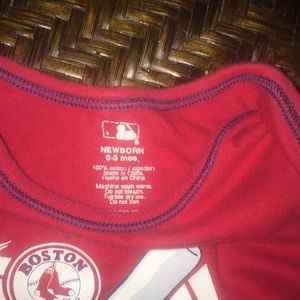 NEWBORN
0-3 mos.
100% cotton / algodon
Made in China
Hecho en China
Machine wash warm.
Do not bleach.
Tumble dry low.
Do not iron
BOSTON